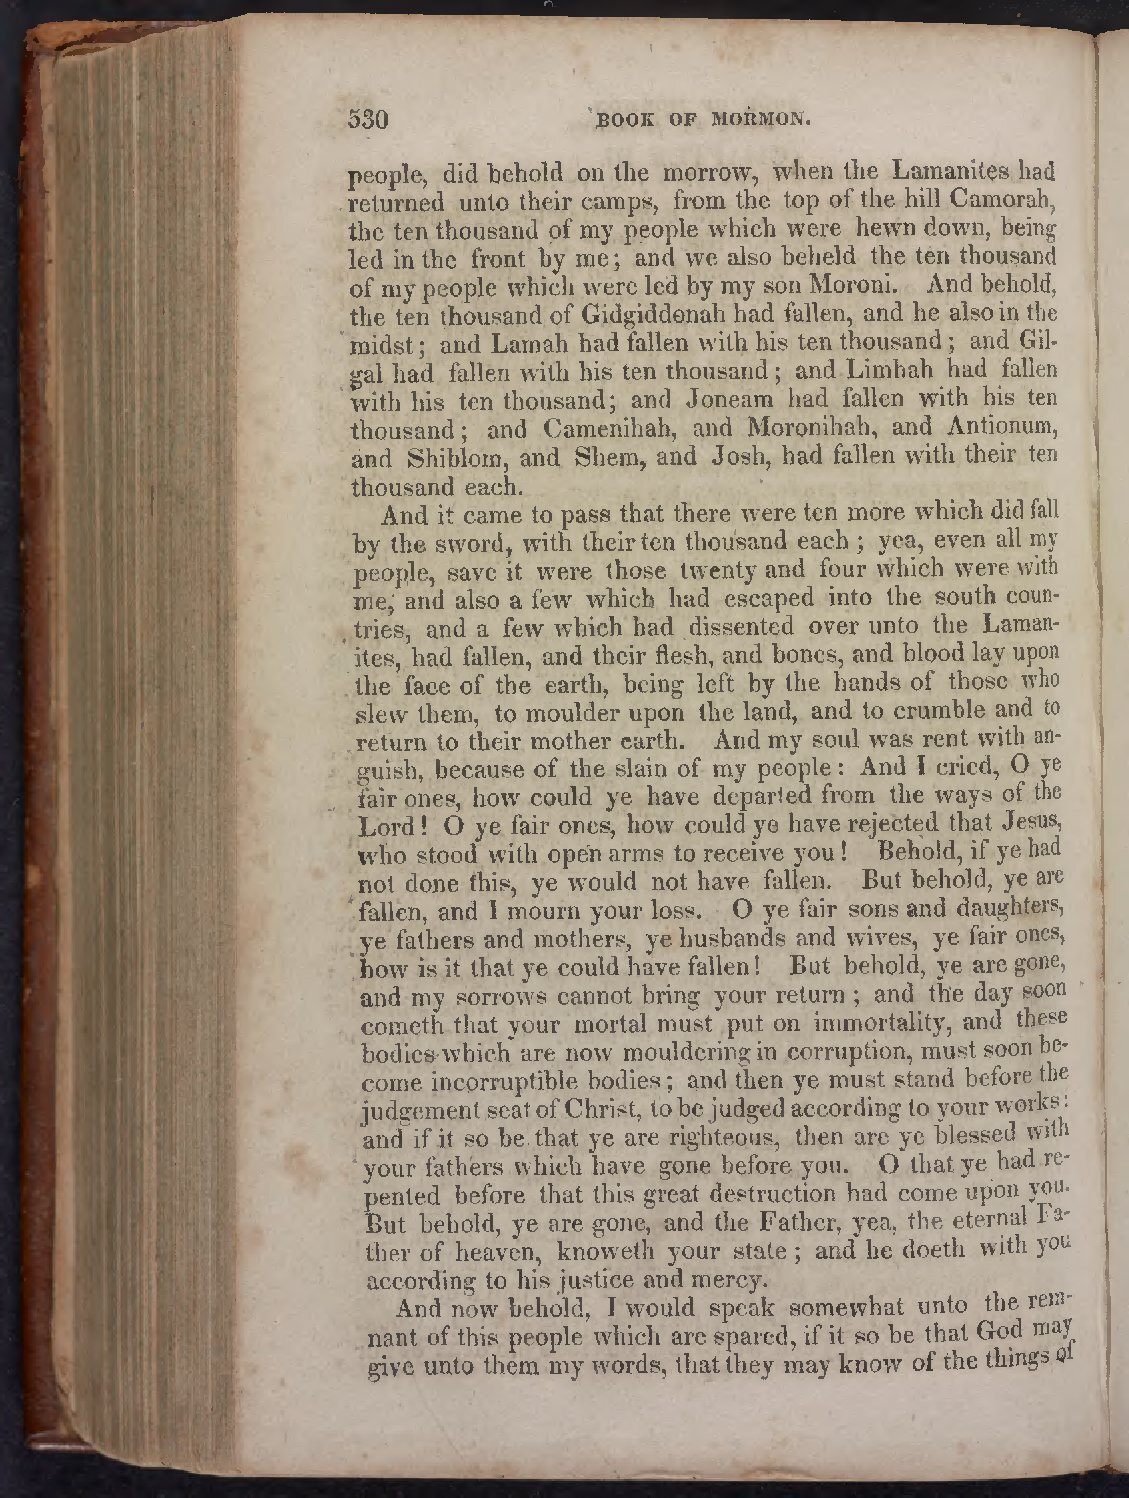 530 BOOK OF MORMON.
people, did behold on the morrow, when the Lamanites had
returned unto their camps, from the top of the hill Camorah,
the ten thousand of my people which were hewn down, being
led in the front by me; and we also beheld the ten thousand
of my people which were led by my son Moroni. And behold,
the ten thousand of Gidgiddonah had fallen, and he also in the
midst; and Lamah had fallen with his ten thousand; and Gil-
gal had fallen with his ten thousand; and Limhah had fallen
with his ten thousand; and Joneam had fallen with his ten
thousand; and Camenihah, and Moronihah, and Antionum,
and Shiblom, and Shem, and Josh, had fallen with their ten
thousand each.
And it came to pass that there were ten more which did fall
by the sword, with their ten thousand each; yea, even all my
people, save it were those twenty and four which were with
me, and also a few which had escaped into the south coun-
tries, and a few which had dissented over unto the Laman-
ites, had fallen, and their flesh, and bones, and blood lay upon
the face of the earth, being left by the hands of those who
slew them, to moulder upon the land, and to crumble and to
return to their mother earth. And my soul was rent with an-
guish, because of the slain of my people: And I cried, O ye
fair ones, how could ye have departed from the ways of the
Lord! O ye fair ones, how could ye have rejected that Jesus,
who stood with open arms to receive you! Behold, if ye had
not done this, ye would not have fallen. But behold, ye are
fallen, and I mourn your loss. O ye fair sons and daughters,
ye fathers and mothers, ye husbands and wives, ye fair ones,
how is it that ye could have fallen! But behold, ye are gone,
and my sorrows cannot bring your return; and the day soon
cometh that your mortal must put on immortality, and these
bodies which are now mouldering in corruption, must soon be-
come incorruptible bodies; and then ye must stand before the
judgement seat of Christ, to be judged according to your works:
and if it so be that ye are righteous, then are ye blessed with
your fathers which have gone before you. O that ye had re-
pented before that this great destruction had come upon you.
But behold, ye are gone, and the Father, yea, the eternal Fa-
ther of heaven, knoweth your state; and he doeth with you
according to his justice and mercy.
And now behold, I would speak somewhat unto the rem-
nant of this people which are spared, if it so be that God may
give unto them my words, that they may know of the things of